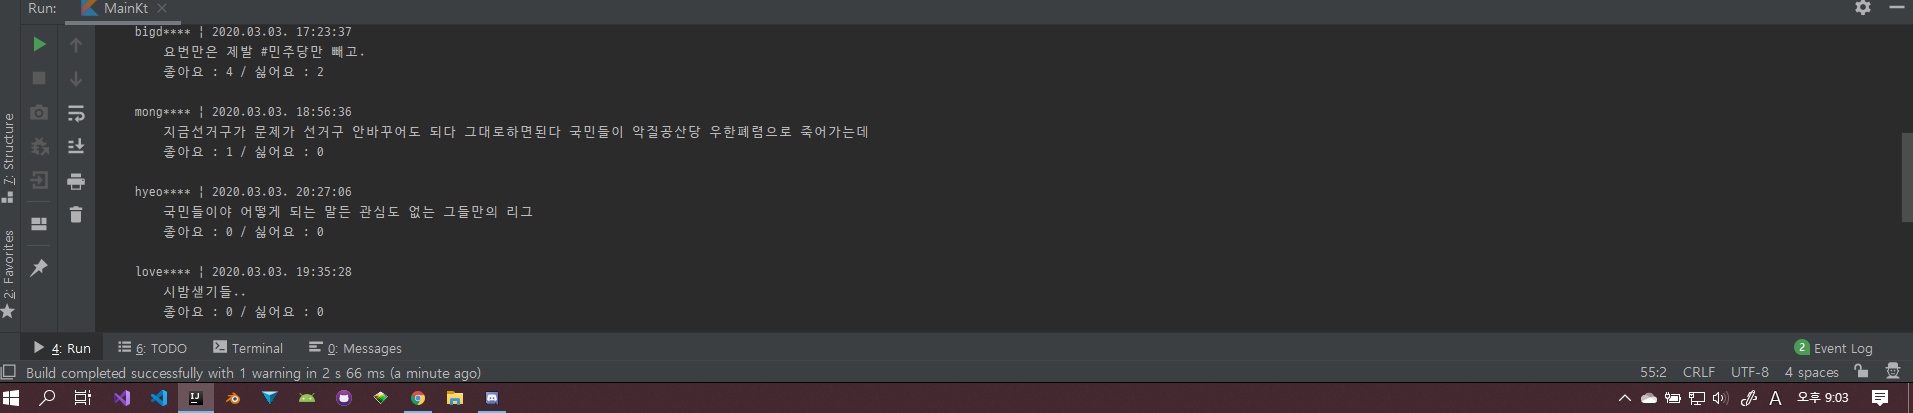 Run: MainKt
bigd**** ¦ 2020.03.03. 17:23:37
요번만은 제발 #민주당만 빼고.
좋아요 : 4 / 싫어요 : 2
mong**** ¦ 2020.03.03. 18:56:36
지금선거구가 문제가 선거구 안바꾸어도 되다 그대로하면된다 국민들이 악질공산당 우한폐렴으로 죽어가는데
좋아요 : 1 / 싫어요 : 0
hyeo**** ¦ 2020.03.03. 20:27:06
국민들이야 어떻게 되는 말든 관심도 없는 그들만의 리그
좋아요 : 0 / 싫어요 : 0
love**** ¦ 2020.03.03. 19:35:28
시밤샏기들..
좋아요 : 0 / 싫어요 : 0
7: Structure
2: Favorites
4: Run 6: TODO Terminal 0: Messages 2 Event Log
Build completed successfully with 1 warning in 2 s 66 ms (a minute ago) 55:2 CRLF UTF-8 4 spaces
IJ A 오후 9:03